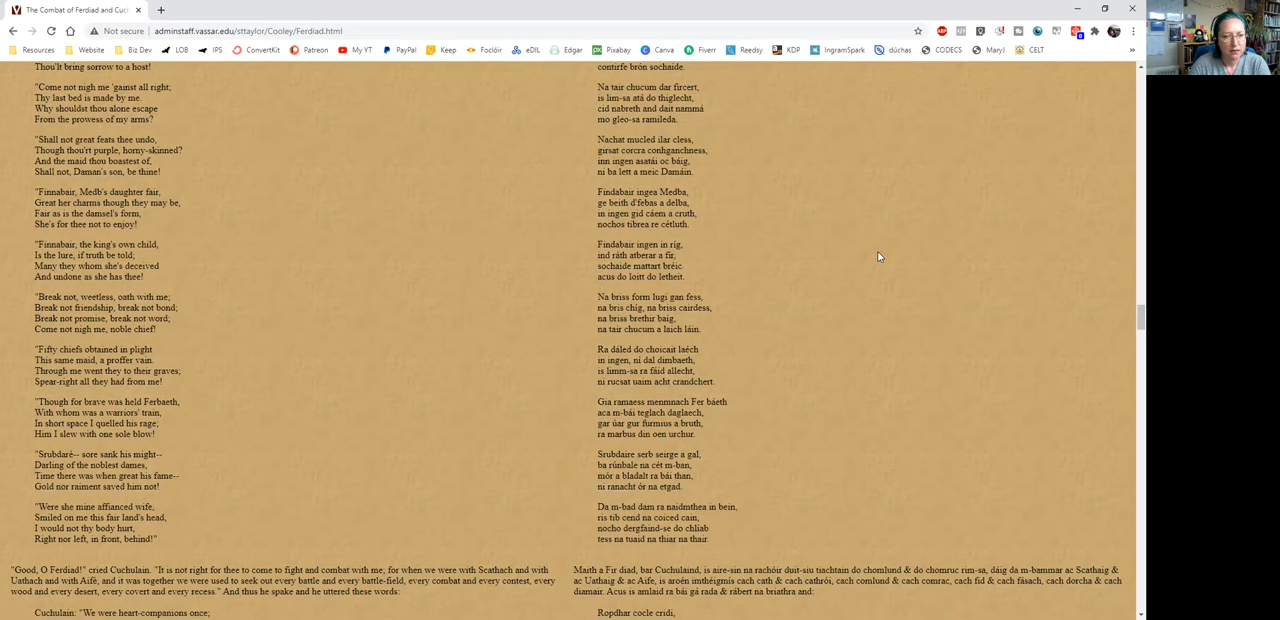 The Combat of Ferdiad and Cuch
Not secure | adminstaff.vassar.edu/sttaylor/Cooley/Ferdiad.html
Resources Website Biz Dev LOB IPS ConvertKit Patreon My YT PayPal Keep Foclóir eDIL Edgar Pixabay Canva Fiverr Reedsy KDP IngramSpark dúchas CODECS MaryJ CELT »
Thou'lt bring sorrow to a host!
"Come not nigh me 'gainst all right;
Thy last bed is made by me.
Why shouldst thou alone escape
From the prowess of my arms?
"Shall not great feats thee undo,
Though thou'rt purple, horny-skinned?
And the maid thou boastest of,
Shall not, Daman's son, be thine!
"Finnabair, Medb's daughter fair,
Great her charms though they may be,
Fair as is the damsel's form,
She's for thee not to enjoy!
"Finnabair, the king's own child,
Is the lure, if truth be told;
Many they whom she's deceived
And undone as she has thee!
"Break not, weetless, oath with me;
Break not friendship, break not bond;
Break not promise, break not word;
Come not nigh me, noble chief!
"Fifty chiefs obtained in plight
This same maid, a proffer vain.
Through me went they to their graves;
Spear-right all they had from me!
"Though for brave was held Ferbaeth,
With whom was a warriors' train,
In short space I quelled his rage;
Him I slew with one sole blow!
"Srubdarè-- sore sank his might--
Darling of the noblest dames,
Time there was when great his fame--
Gold nor raiment saved him not!
"Were she mine affianced wife,
Smiled on me this fair land's head,
I would not thy body hurt,
Right nor left, in front, behind!"
"Good, O Ferdiad!" cried Cuchulain. "It is not right for thee to come to fight and combat with me; for when we were with Scathach and with
Uathach and with Aifè, and it was together we were used to seek out every battle and every battle-field, every combat and every contest, every
wood and every desert, every covert and every recess." And thus he spake and he uttered these words:
Cuchulain: "We were heart-companions once;
contirfe brón sochaide.
Na tair chucum dar fircert,
is lim-sa atá do thiglecht,
cid nabreth and dait nammá
mo gleo-sa ramileda.
Nachat mucled ilar cless,
girsat corcra conhganchness,
inn ingen asatái oc báig,
ni ba lett a meic Damáin.
Findabair ingea Medba,
ge beith d'febas a delba,
in ingen gid cáem a cruth,
nochos tibrea re cétluth.
Findabair ingen in ríg,
ind ráth atberar a fír,
sochaide mattart bréic
acus do loitt do letheit.
Na briss form lugi gan fess,
na bris chíg, na briss cairdess,
na briss brethir baig,
na tair chucum a laich láin.
Ra dáled do choicait laéch
in ingen, ní dal dimbaeth,
is limm-sa ra fáid allecht,
ni rucsat uaim acht crandchert.
Gia ramaess menmnach Fer báeth
aca m-bái teglach daglaech,
gar úar gur furmius a bruth,
ra marbus din oen urchur.
Srubdaire serb seirge a gal,
ba rúnbale na cét m-ban,
mór a bladalt ra bái than,
ni ranacht ór na etgad.
Da m-bad dam ra naidmthea in bein,
ris tib cend na coiced cain,
nocho dergfaind-se do chliab
tess na tuaid na thiar na thair.
Maith a Fir diad, bar Cuchulaind, is aire-sin na rachóir duit-siu tiachtain do chomlund & do chomruc rim-sa, dáig da m-bammar ac Scathaig &
ac Uathaig & ac Aife, is aroén imthéigmís cach cath & cach cathrói, cach comlund & cach comrac, cach fid & cach fásach, cach dorcha & cach
diamair. Acus is amlaid ra bái gá rada & rábert na briathra and:
Ropdhar cocle cridi,